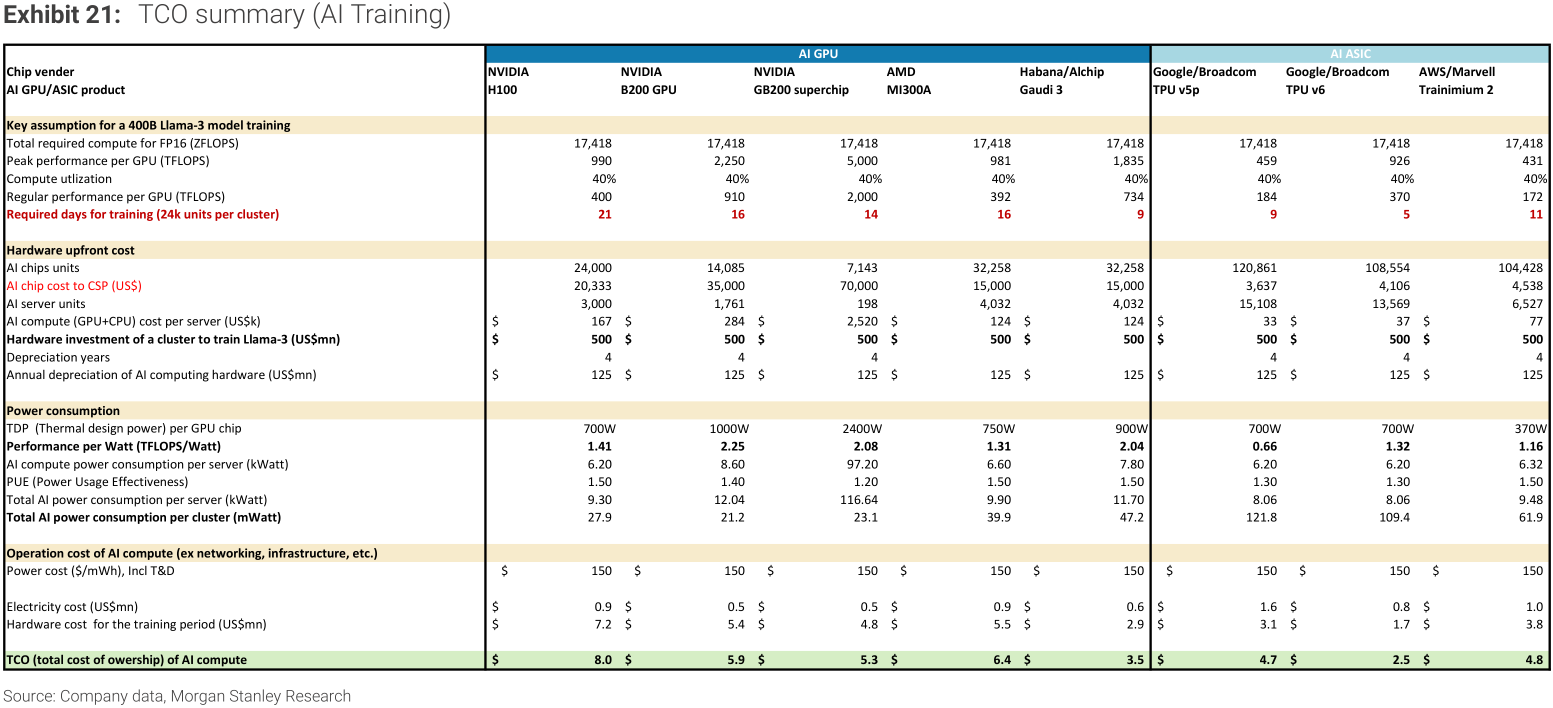 Exhibit 21: TCO summary (AI Training)
AI GPU AI ASIC
Chip vender NVIDIA NVIDIA NVIDIA AMD Habana/Alchip Google/Broadcom Google/Broadcom AWS/Marvell
AI GPU/ASIC product H100 B200 GPU GB200 superchip MI300A Gaudi 3 TPU v5p TPU v6 Trainimium 2
Key assumption for a 400B Llama-3 model training
Total required compute for FP16 (ZFLOPS) 17,418 17,418 17,418 17,418 17,418 17,418 17,418 17,418
Peak performance per GPU (TFLOPS) 990 2,250 5,000 981 1,835 459 926 431
Compute utlization 40% 40% 40% 40% 40% 40% 40% 40%
Regular performance per GPU (TFLOPS) 400 910 2,000 392 734 184 370 172
Required days for training (24k units per cluster) 21 16 14 16 9 9 5 11
Hardware upfront cost
AI chips units 24,000 14,085 7,143 32,258 32,258 120,861 108,554 104,428
AI chip cost to CSP (US$) 20,333 35,000 70,000 15,000 15,000 3,637 4,106 4,538
AI server units 3,000 1,761 198 4,032 4,032 15,108 13,569 6,527
AI compute (GPU+CPU) cost per server (US$k) $ 167 $ 284 $ 2,520 $ 124 $ 124 $ 33 $ 37 $ 77
Hardware investment of a cluster to train Llama-3 (US$mn) $ 500 $ 500 $ 500 $ 500 $ 500 $ 500 $ 500 $ 500
Depreciation years 4 4 4 4 4 4
Annual depreciation of AI computing hardware (US$mn) $ 125 $ 125 $ 125 $ 125 $ 125 $ 125 $ 125 $ 125
Power consumption
TDP (Thermal design power) per GPU chip 700W 1000W 2400W 750W 900W 700W 700W 370W
Performance per Watt (TFLOPS/Watt) 1.41 2.25 2.08 1.31 2.04 0.66 1.32 1.16
AI compute power consumption per server (kWatt) 6.20 8.60 97.20 6.60 7.80 6.20 6.20 6.32
PUE (Power Usage Effectiveness) 1.50 1.40 1.20 1.50 1.50 1.30 1.30 1.50
Total AI power consumption per server (kWatt) 9.30 12.04 116.64 9.90 11.70 8.06 8.06 9.48
Total AI power consumption per cluster (mWatt) 27.9 21.2 23.1 39.9 47.2 121.8 109.4 61.9
Operation cost of AI compute (ex networking, infrastructure, etc.)
Power cost ($/mWh), Incl T&D $ 150 $ 150 $ 150 $ 150 $ 150 $ 150 $ 150 $ 150
Electricity cost (US$mn) $ 0.9 $ 0.5 $ 0.5 $ 0.9 $ 0.6 $ 1.6 $ 0.8 $ 1.0
Hardware cost for the training period (US$mn) $ 7.2 $ 5.4 $ 4.8 $ 5.5 $ 2.9 $ 3.1 $ 1.7 $ 3.8
TCO (total cost of owership) of AI compute $ 8.0 $ 5.9 $ 5.3 $ 6.4 $ 3.5 $ 4.7 $ 2.5 $ 4.8
Source: Company data, Morgan Stanley Research